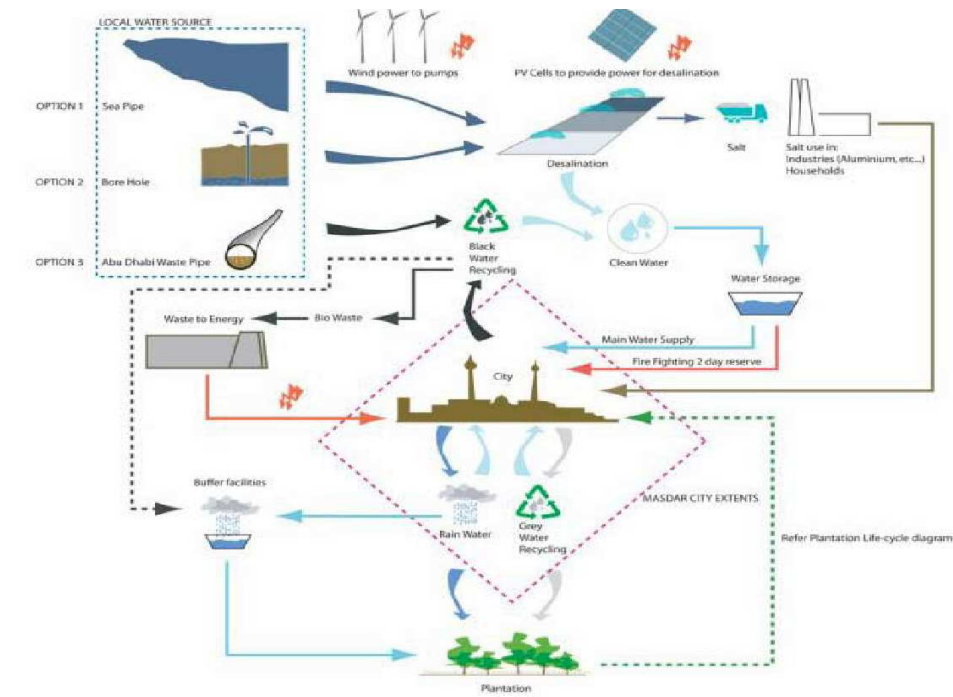 LOCAL WATER SOURCE
Wind power to pumps
PV Cells to provide power for desalination
OPTION 1
Sea Pipe
Desalination
Salt
Salt use in:
Industries (Aluminium, etc...)
Households
OPTION 2
Bore Hole
OPTION 3
Abu Dhabi Waste Pipe
Black
Water
Recycling
Clean Water
Water Storage
Waste to Energy
Bio Waste
Main Water Supply
Fire Fighting 2 day reserve
City
Buffer facilities
MASDAR CITY EXTENTS
Rain Water
Grey
Water
Recycling
Refer Plantation Life-cycle diagram
Plantation